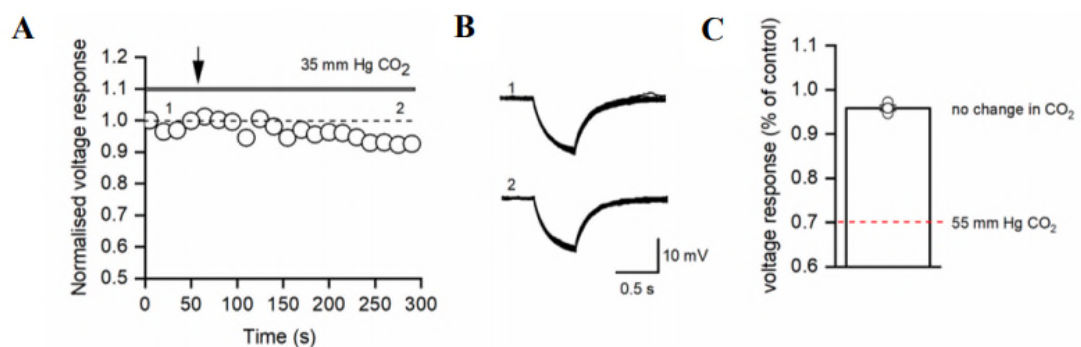 A
Normalised voltage response
1.2
1.1
1.0
0.9
0.8
0.7
0.6
0.5
35 mm Hg CO2
1
2
0
50
100
150
200
250
300
Time (s)
B
1
2
10 mV
0.5 s
C
voltage response (% of control)
1.1
1.0
0.9
0.8
0.7
0.6
no change in CO2
55 mm Hg CO2